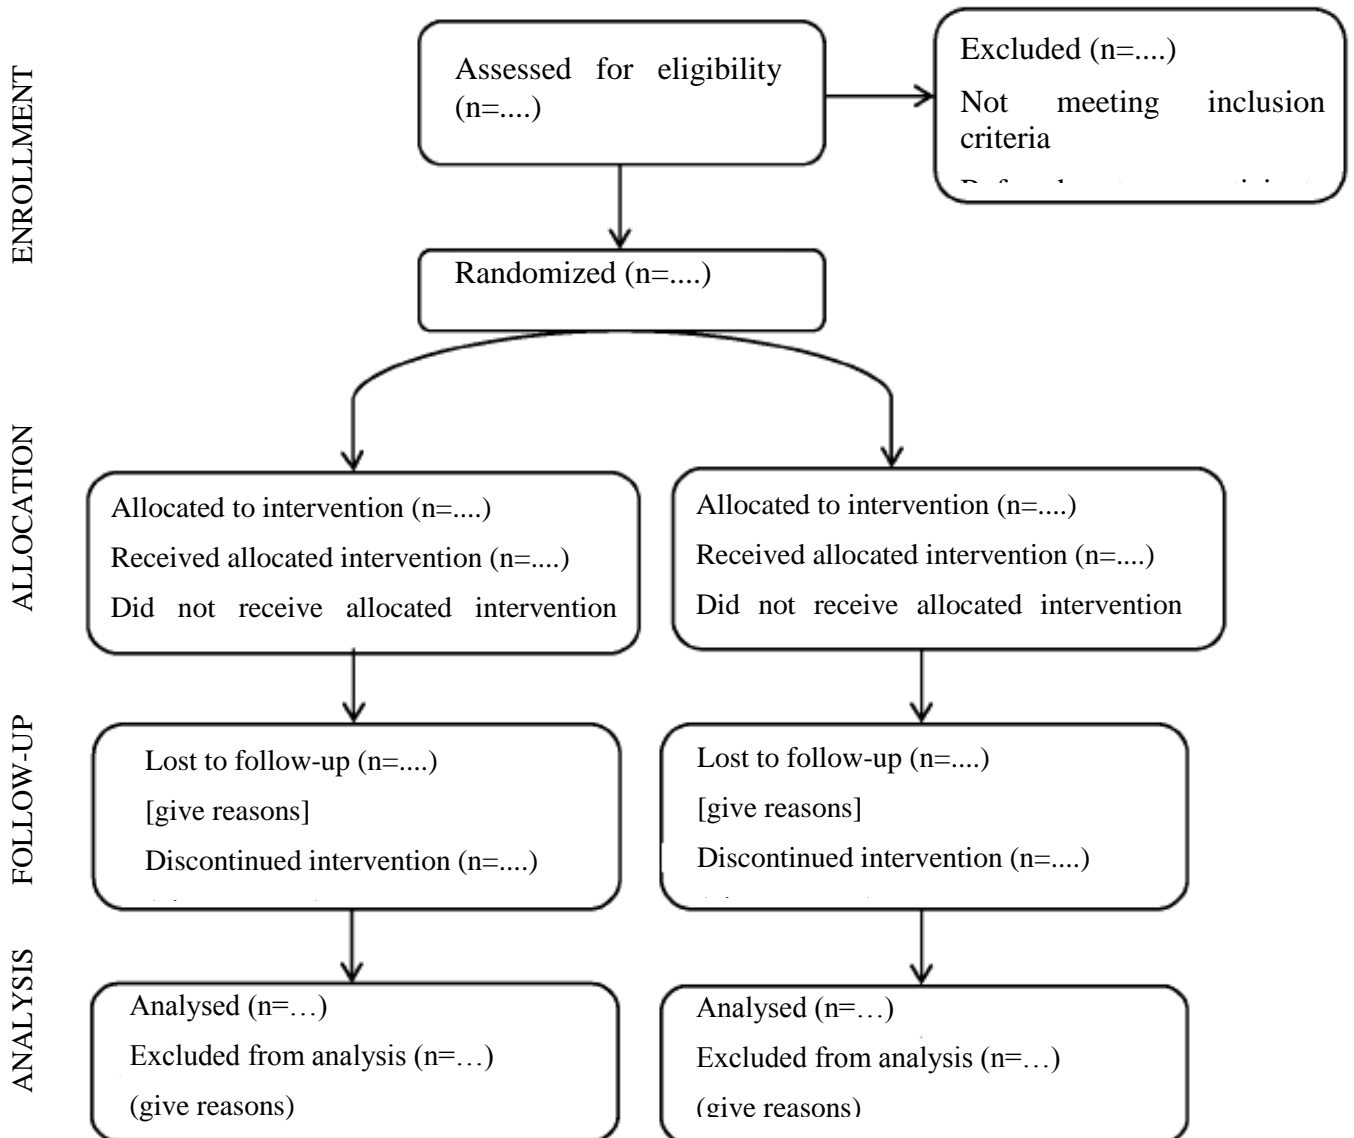 ENROLLMENT
Assessed for eligibility
(n=....)
Excluded (n=....)
Not meeting inclusion
criteria
Randomized (n=....)
ALLOCATION
Allocated to intervention (n=....)
Received allocated intervention (n=....)
Did not receive allocated intervention
Allocated to intervention (n=....)
Received allocated intervention (n=....)
Did not receive allocated intervention
FOLLOW-UP
Lost to follow-up (n=....)
[give reasons]
Discontinued intervention (n=....)
Lost to follow-up (n=....)
[give reasons]
Discontinued intervention (n=....)
ANALYSIS
Analysed (n=…)
Excluded from analysis (n=…)
(give reasons)
Analysed (n=…)
Excluded from analysis (n=…)
(give reasons)